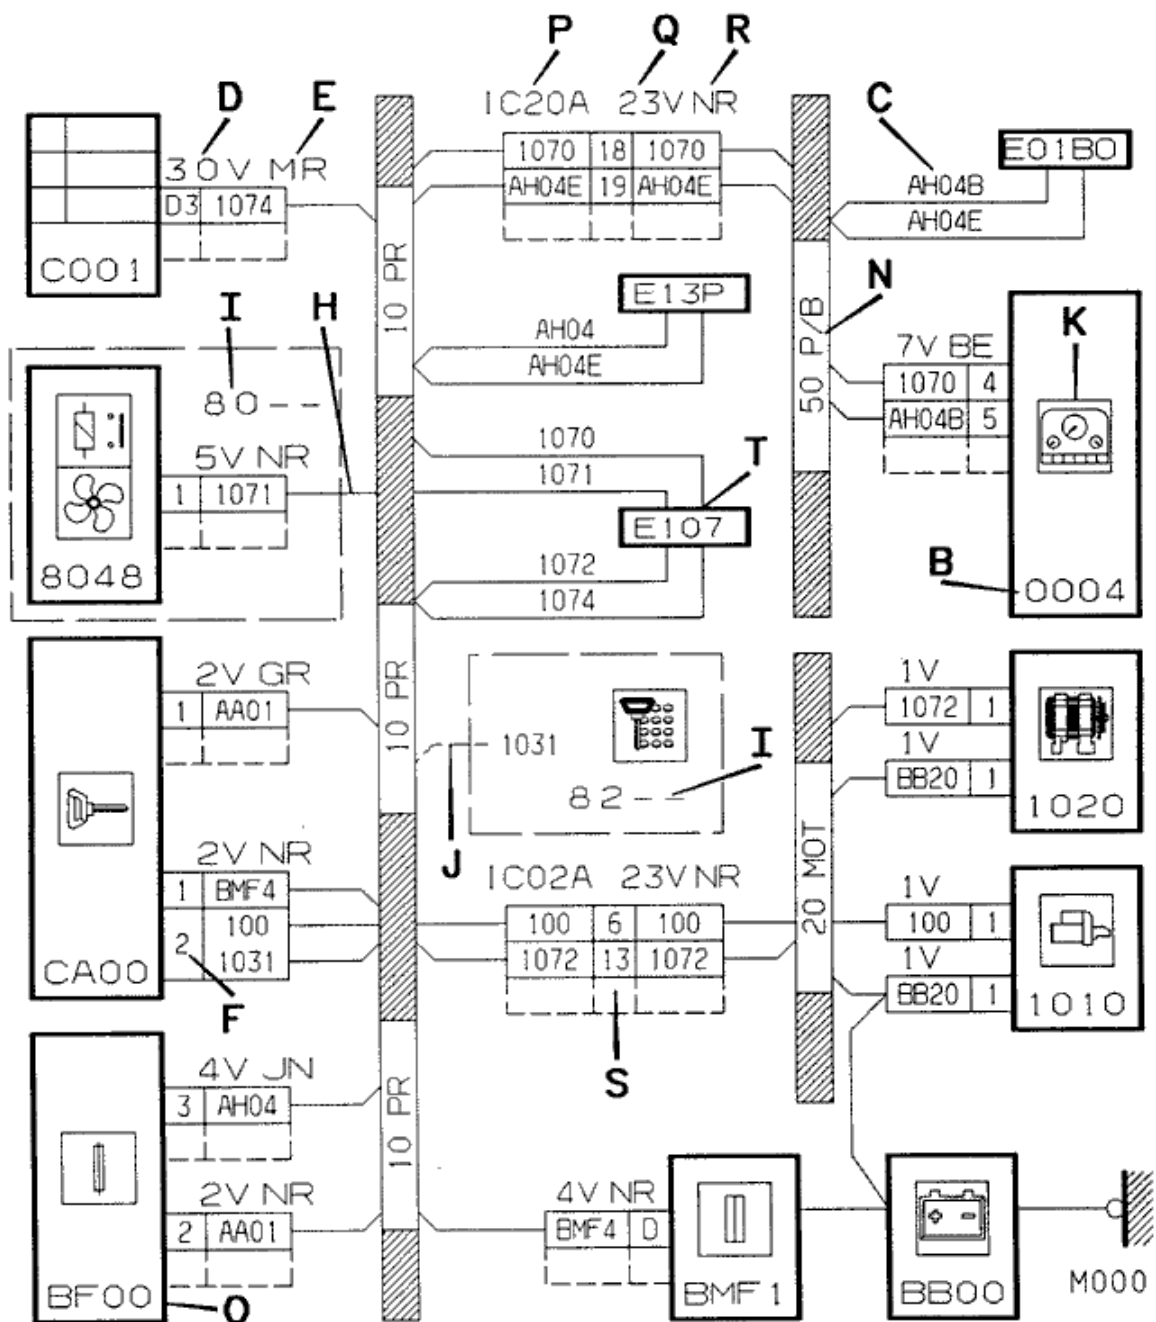 P Q R
1C20A 23V NR
D E C
30V MR
D3 1074
C001
1070 18 1070
AH04E 19 AH04E
E01B0
AH04B
AH04E
10 PR
E13P
AH04
AH04E
50 P/B
N
K
7V BE
1070 4
AH04B 5
B
0004
I H
80
5V NR
1 1071
8048
1070
1071
T
E107
1072
1074
2V GR
1 AA01
10 PR
1031
I
82
J
2V NR
1 BMF4
2 100
1031
CA00
F
1C02A 23V NR
100 6 100
1072 13 1072
S
20 MOT
1V
1072 1
1V
BB20 1
1020
1V
100 1
1V
BB20 1
1010
4V JN
3 AH04
2V NR
2 AA01
BF00
O
10 PR
4V NR
BMF4 D
BMF1
BB00
+ -
M000